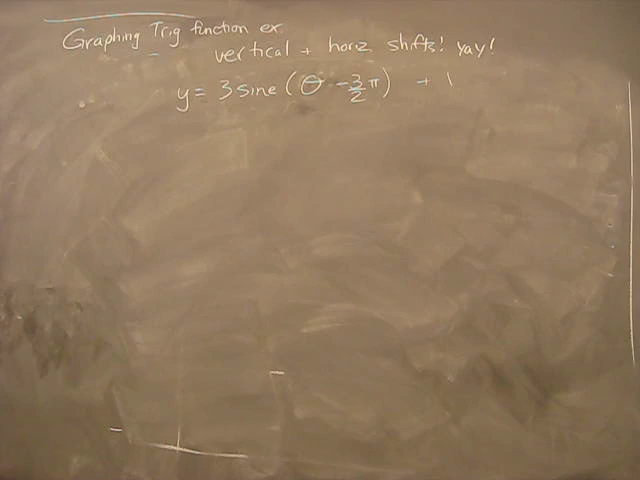 Graphing Trig function ex.
vertical + horiz. shifts! yay!
y = 3 sine (θ - 3/2 π) + 1